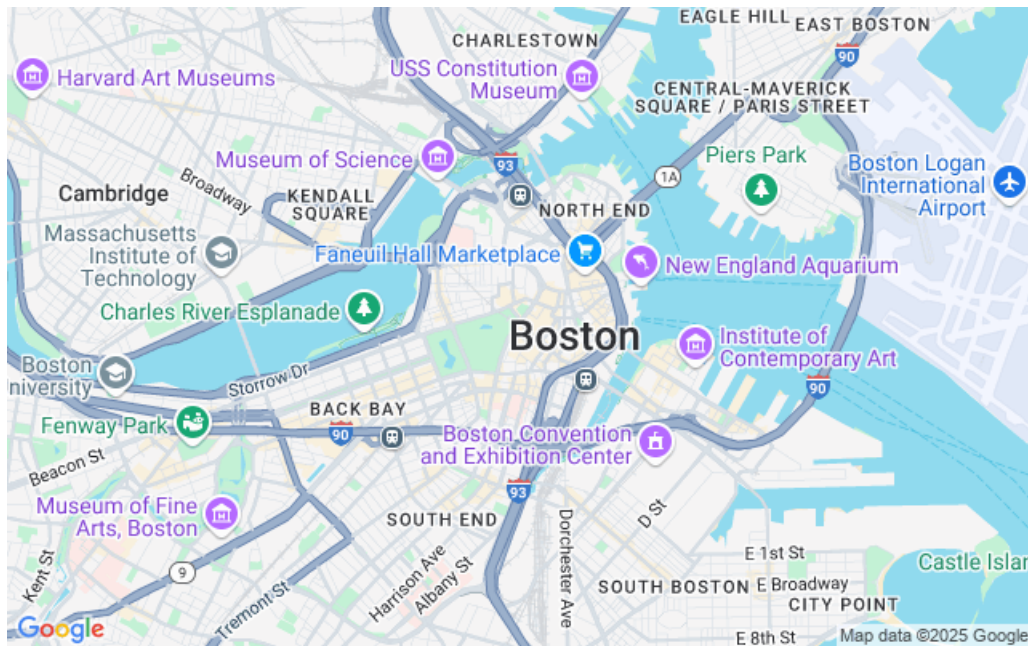 EAGLE HILL
EAST BOSTON
CHARLESTOWN
90
Harvard Art Museums
USS Constitution
Museum
CENTRAL-MAVERICK
SQUARE / PARIS STREET
Museum of Science
93
Piers Park
Boston Logan
International
Airport
1A
Cambridge
Broadway
KENDALL
SQUARE
NORTH END
Massachusetts
Institute of
Technology
Faneuil Hall Marketplace
New England Aquarium
Charles River Esplanade
Boston
Institute of
Contemporary Art
Boston
niversity
Storrow Dr
90
BACK BAY
Fenway Park
90
Boston Convention
and Exhibition Center
Beacon St
93
Museum of Fine
Arts, Boston
SOUTH END
D St
Dorchester Ave
E 1st St
Castle Islan
9
Kent St
Harrison Ave
Albany St
Tremont St
SOUTH BOSTON
E Broadway
CITY POINT
Google
E 8th St
Map data ©2025 Google